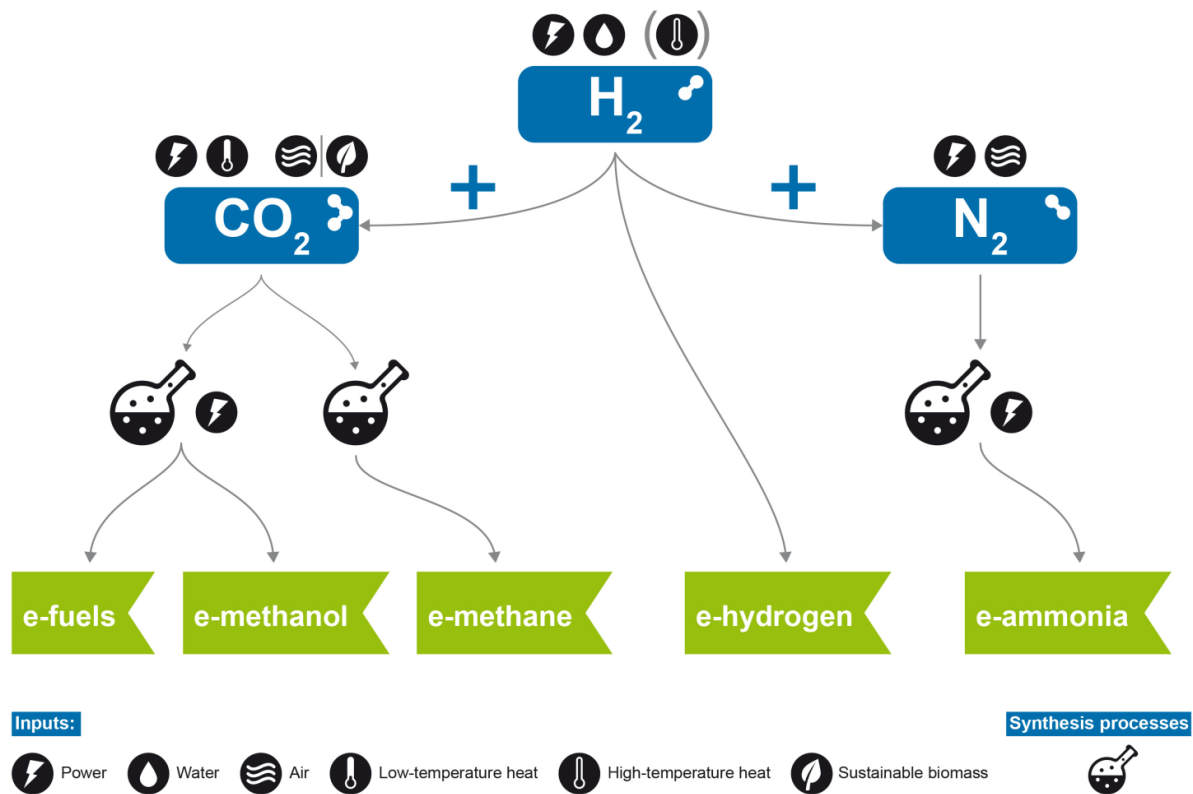 H2
CO2
N2
+
+
e-fuels
e-methanol
e-methane
e-hydrogen
e-ammonia
Inputs:
Synthesis processes
Power
Water
Air
Low-temperature heat
High-temperature heat
Sustainable biomass